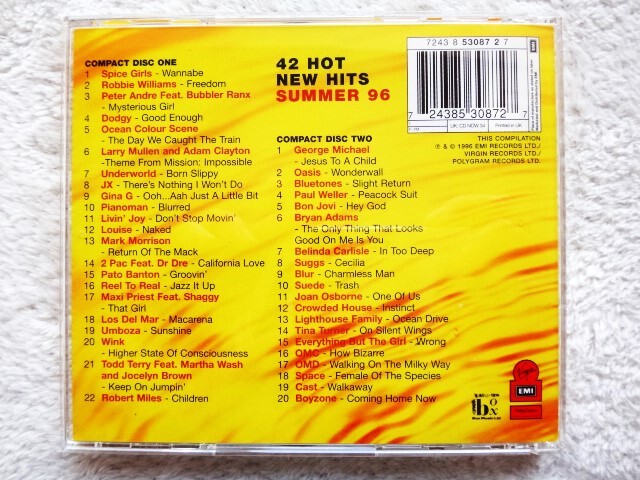 COMPACT DISC ONE
1 Spice Girls - Wannabe
2 Robbie Williams - Freedom
3 Peter Andre Feat. Bubbler Ranx
- Mysterious Girl
4 Dodgy - Good Enough
5 Ocean Colour Scene
- The Day We Caught The Train
6 Larry Mullen and Adam Clayton
-Theme From Mission: Impossible
7 Underworld - Born Slippy
8 JX - There's Nothing I Won't Do
9 Gina G - Ooh...Aah Just A Little Bit
10 Pianoman - Blurred
11 Livin' Joy - Don't Stop Movin'
12 Louise - Naked
13 Mark Morrison
- Return Of The Mack
14 2 Pac Feat. Dr Dre - California Love
15 Pato Banton - Groovin'
16 Reel To Real - Jazz It Up
17 Maxi Priest Feat. Shaggy
- That Girl
18 Los Del Mar - Macarena
19 Umboza - Sunshine
20 Wink
- Higher State Of Consciousness
21 Todd Terry Feat. Martha Wash
and Jocelyn Brown
- Keep On Jumpin'
22 Robert Miles - Children
42 HOT
NEW HITS
SUMMER 96
COMPACT DISC TWO
1 George Michael
- Jesus To A Child
2 Oasis - Wonderwall
3 Bluetones - Slight Return
4 Paul Weller - Peacock Suit
5 Bon Jovi - Hey God
6 Bryan Adams
- The Only Thing That Looks
Good On Me Is You
7 Belinda Carlisle - In Too Deep
8 Suggs - Cecilia
9 Blur - Charmless Man
10 Suede - Trash
11 Joan Osborne - One Of Us
12 Crowded House - Instinct
13 Lighthouse Family - Ocean Drive
14 Tina Turner - On Silent Wings
15 Everything But The Girl - Wrong
16 OMC - How Bizarre
17 OMD - Walking On The Milky Way
18 Space - Female Of The Species
19 Cast - Walkaway
20 Boyzone - Coming Home Now
7243 8 53087 2 7
7 24385 30872 7
UK: CD NOW 34
Printed in UK
EMI
THIS COMPILATION
℗ & © 1996 EMI RECORDS LTD./
VIRGIN RECORDS LTD./
POLYGRAM RECORDS LTD.
box
Virgin
EMI